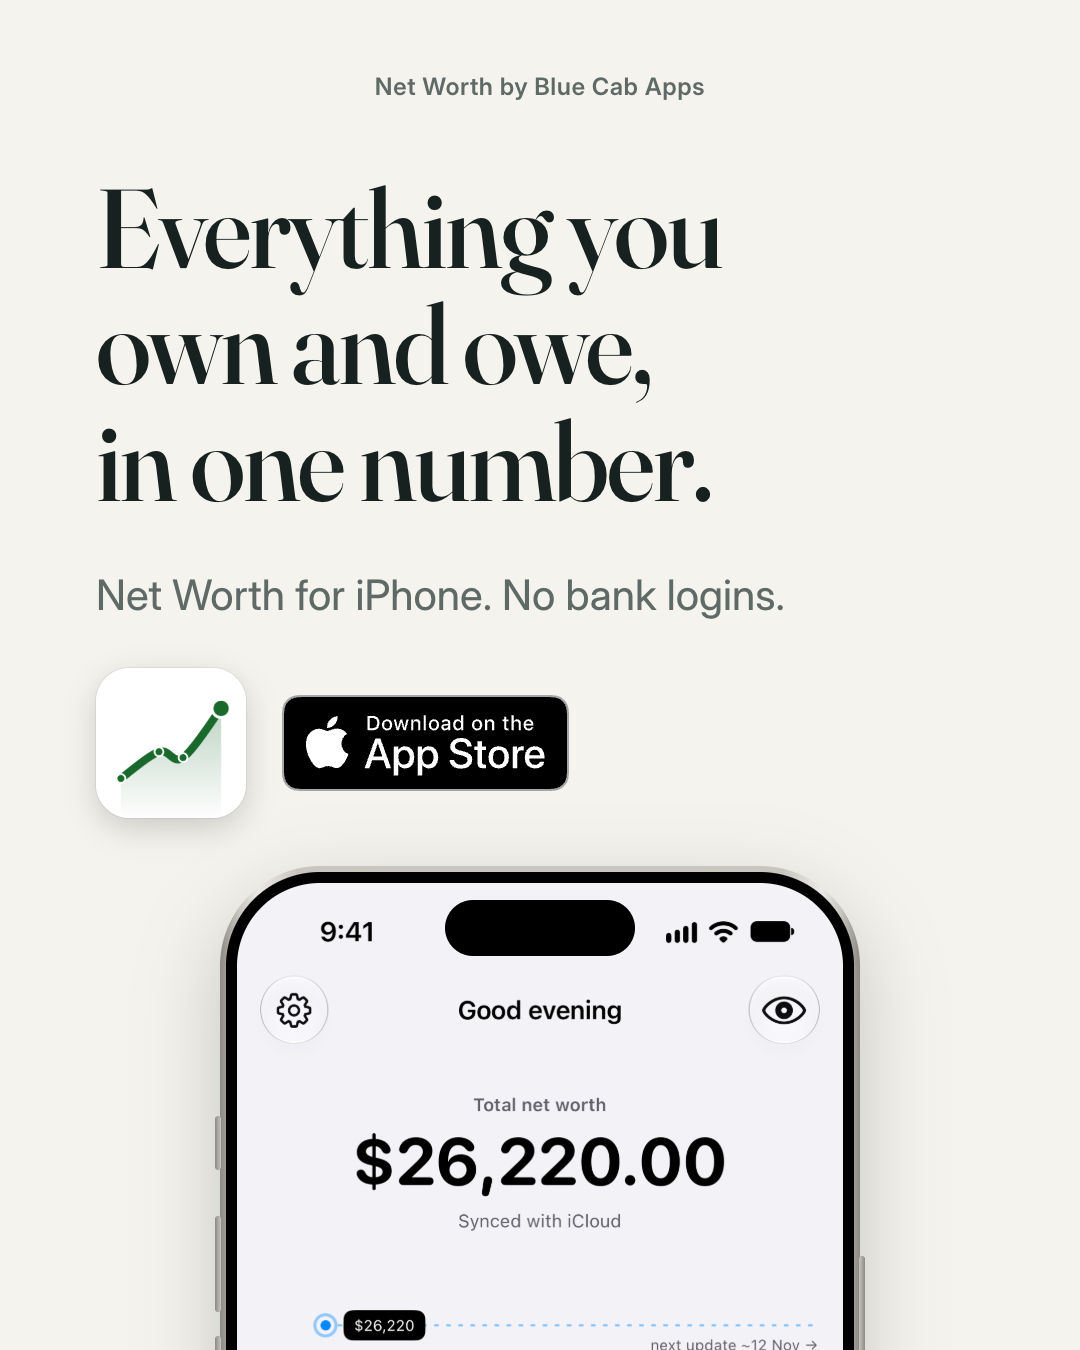 Net Worth by Blue Cab Apps
Everything you
own and owe,
in one number.
Net Worth for iPhone. No bank logins.
Download on the
App Store
9:41
Good evening
Total net worth
$26,220.00
Synced with iCloud
$26,220
next update ~12 Nov →